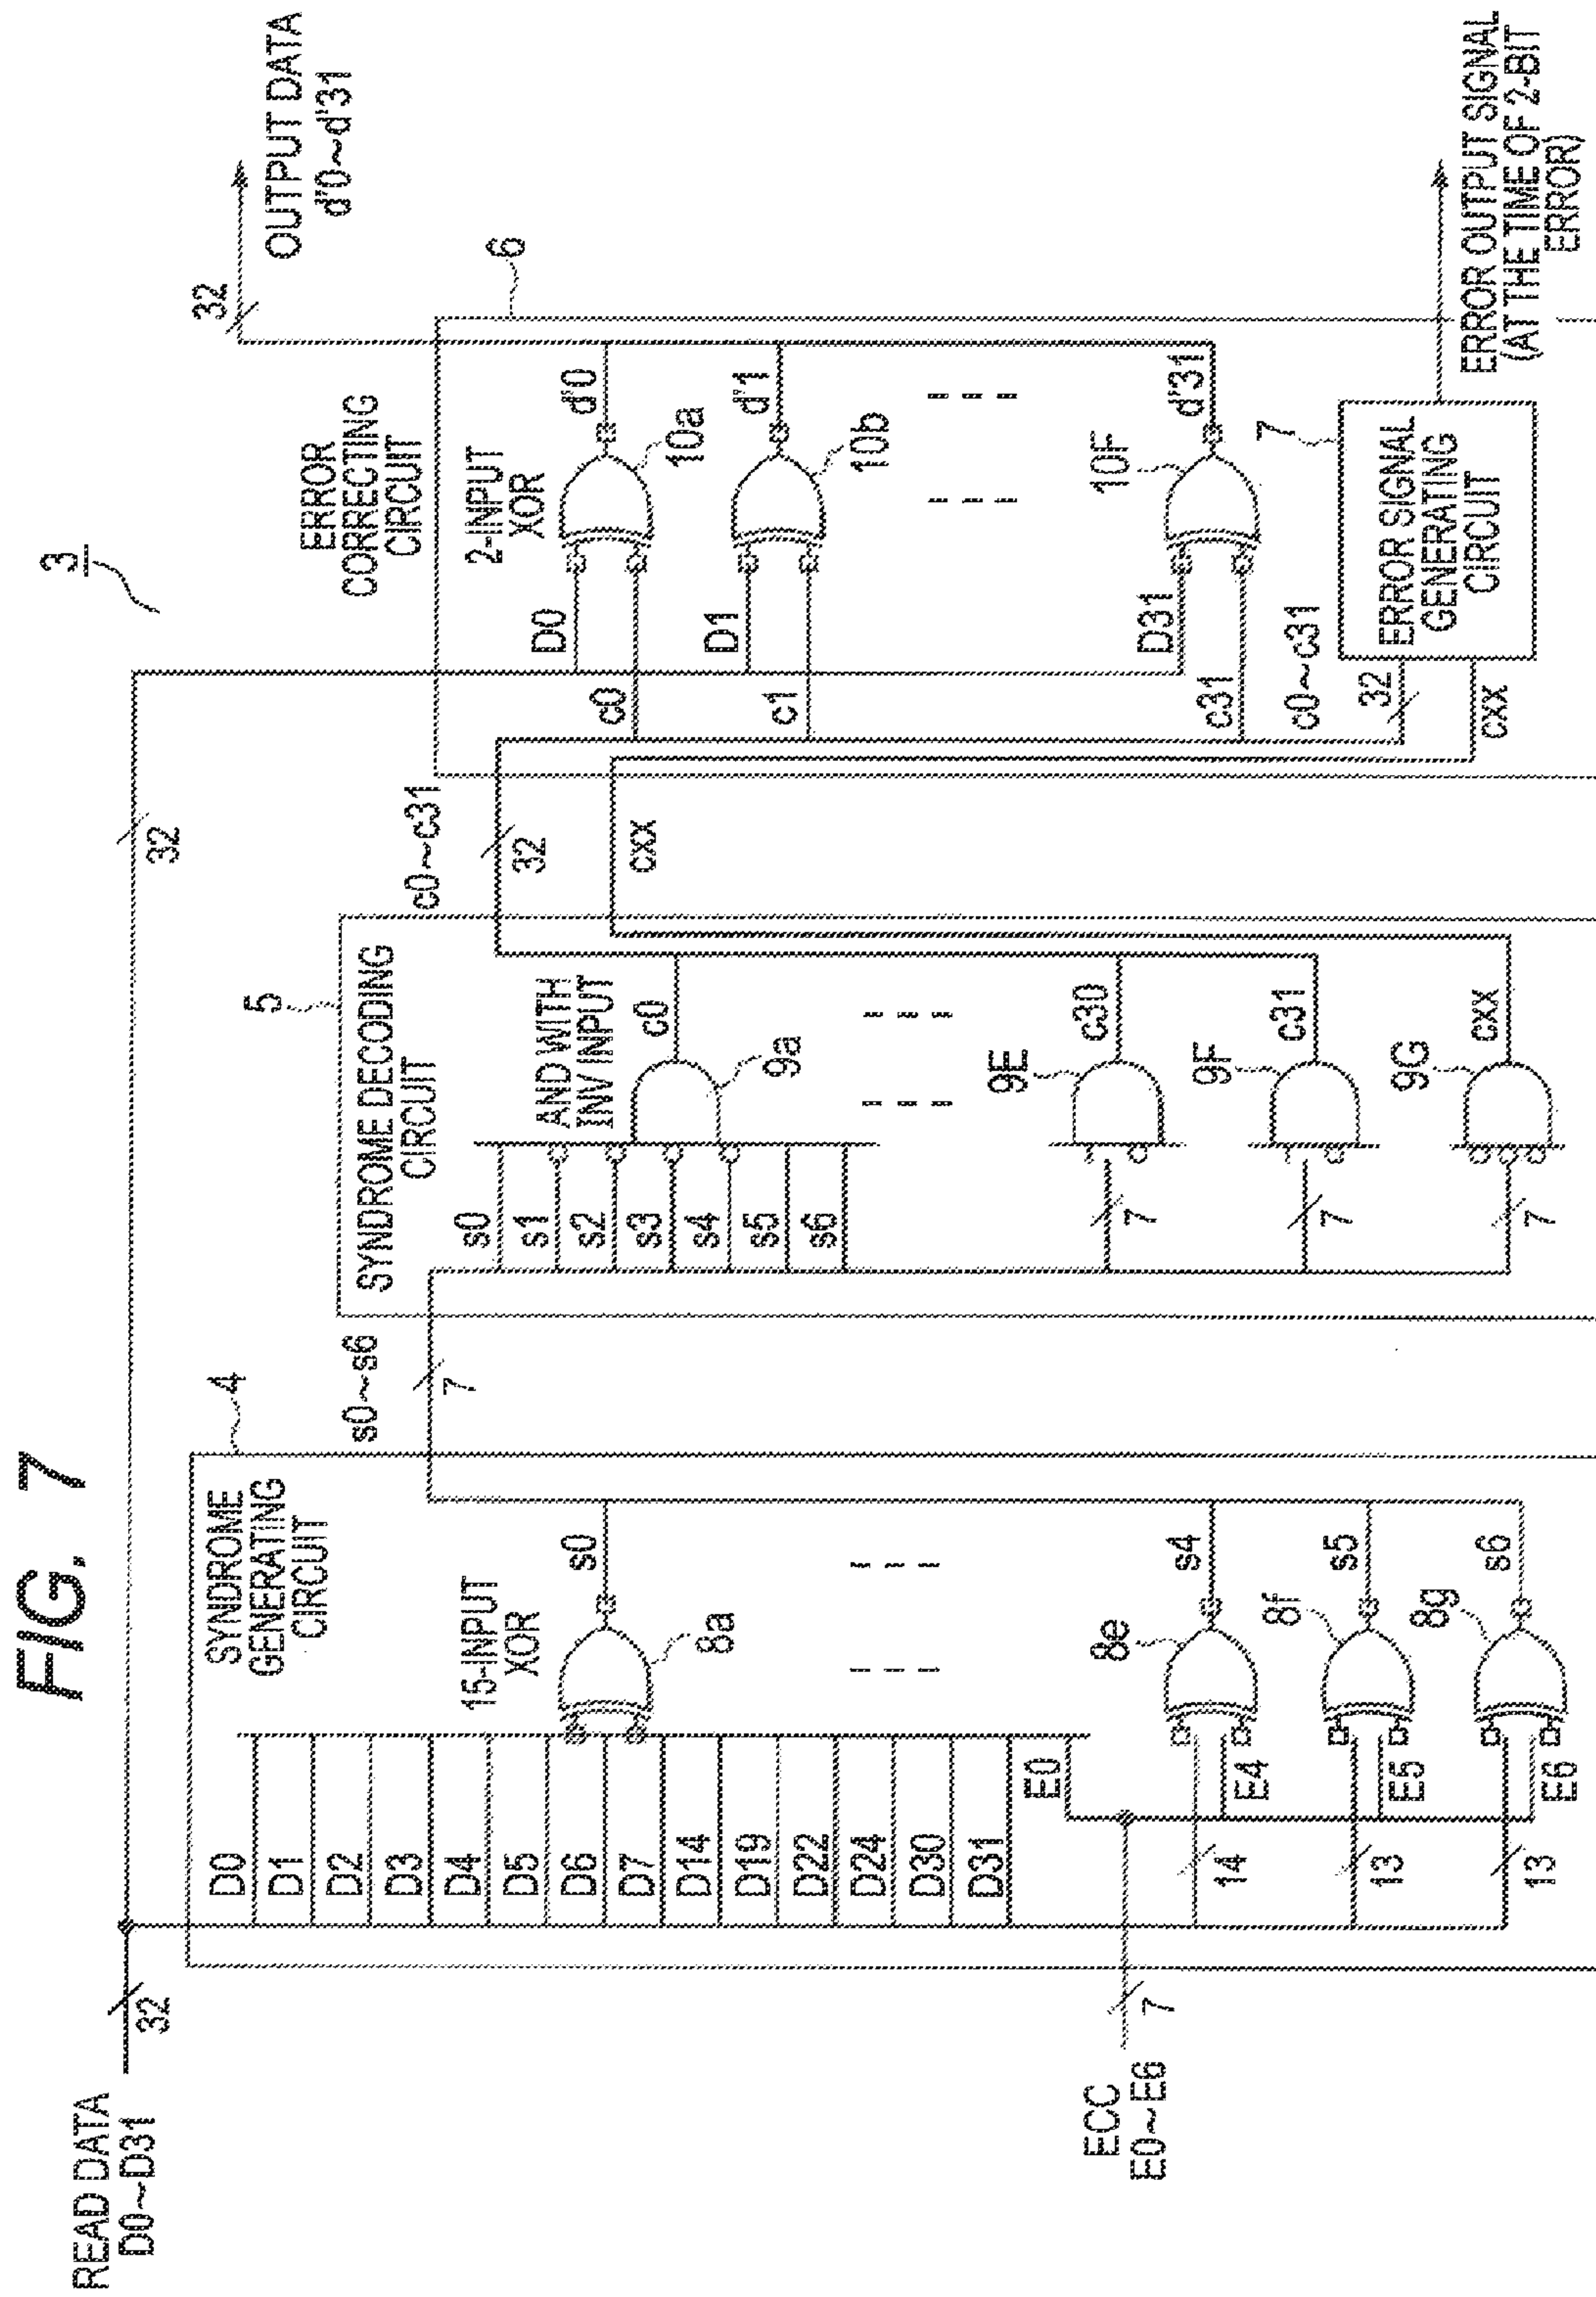 FIG. 7
3
READ DATA
D0~D31
32
32
ECC
E0~E6
7
4
SYNDROME
GENERATING
CIRCUIT
15-INPUT
XOR
D0
D1
D2
D3
D4
D5
D6
D7
D14
D19
D22
D24
D30
D31
E0
8a
s0
14
E4
8e
s4
13
E5
8f
s5
13
E6
8g
s6
s0~s6
7
5
SYNDROME DECODING
CIRCUIT
AND WITH
INV INPUT
s0
s1
s2
s3
s4
s5
s6
c0
9a
7
9E
c30
7
9F
c31
7
9G
cxx
c0~c31
32
cxx
ERROR
CORRECTING
CIRCUIT
6
2-INPUT
XOR
D0
c0
d'0
10a
D1
c1
d'1
10b
D31
c31
d'31
10F
c0~c31
32
cxx
7
ERROR SIGNAL
GENERATING
CIRCUIT
32
OUTPUT DATA
d'0~d'31
ERROR OUTPUT SIGNAL
(AT THE TIME OF 2-BIT
ERROR)